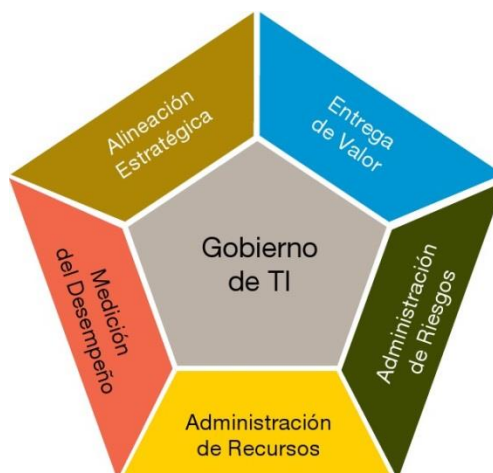 Alineación
Estratégica
Entrega
de Valor
Gobierno
de TI
Medición
del Desempeño
Administración
de Riesgos
Administración
de Recursos